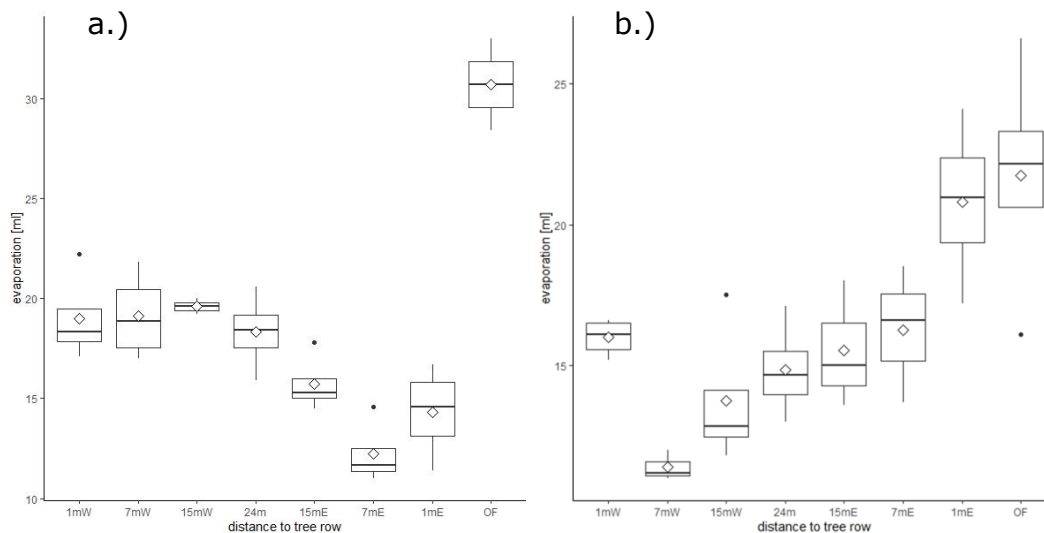 a.)
evaporation [ml]
30
25
20
15
10
1mW 7mW 15mW 24m 15mE 7mE 1mE OF
distance to tree row
b.)
evaporation [ml]
25
20
15
1mW 7mW 15mW 24m 15mE 7mE 1mE OF
distance to tree row